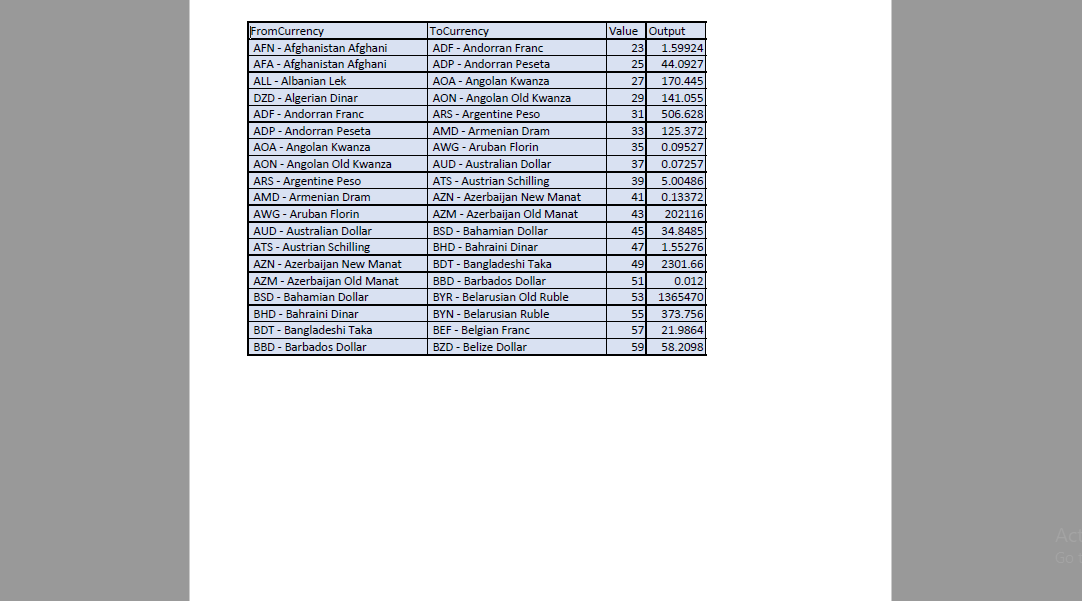 FromCurrency ToCurrency Value Output
AFN - Afghanistan Afghani ADF - Andorran Franc 23 1.59924
AFA - Afghanistan Afghani ADP - Andorran Peseta 25 44.0927
ALL - Albanian Lek AOA - Angolan Kwanza 27 170.445
DZD - Algerian Dinar AON - Angolan Old Kwanza 29 141.055
ADF - Andorran Franc ARS - Argentine Peso 31 506.628
ADP - Andorran Peseta AMD - Armenian Dram 33 125.372
AOA - Angolan Kwanza AWG - Aruban Florin 35 0.09527
AON - Angolan Old Kwanza AUD - Australian Dollar 37 0.07257
ARS - Argentine Peso ATS - Austrian Schilling 39 5.00486
AMD - Armenian Dram AZN - Azerbaijan New Manat 41 0.13372
AWG - Aruban Florin AZM - Azerbaijan Old Manat 43 202116
AUD - Australian Dollar BSD - Bahamian Dollar 45 34.8485
ATS - Austrian Schilling BHD - Bahraini Dinar 47 1.55276
AZN - Azerbaijan New Manat BDT - Bangladeshi Taka 49 2301.66
AZM - Azerbaijan Old Manat BBD - Barbados Dollar 51 0.012
BSD - Bahamian Dollar BYR - Belarusian Old Ruble 53 1365470
BHD - Bahraini Dinar BYN - Belarusian Ruble 55 373.756
BDT - Bangladeshi Taka BEF - Belgian Franc 57 21.9864
BBD - Barbados Dollar BZD - Belize Dollar 59 58.2098
Act
Go